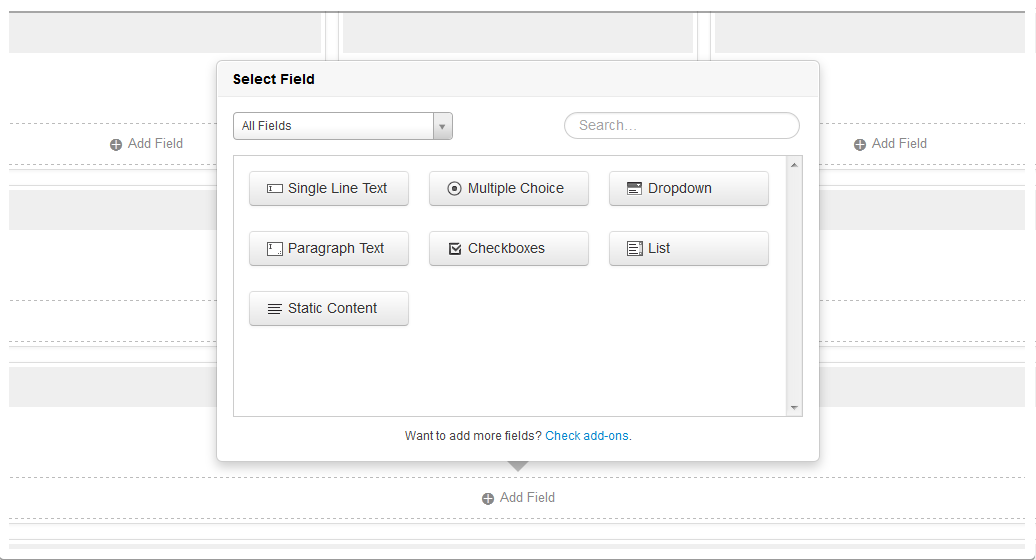 Select Field
All Fields
Search...
Add Field
Add Field
Single Line Text
Multiple Choice
Dropdown
Paragraph Text
Checkboxes
List
Static Content
Want to add more fields? Check add-ons.
Add Field